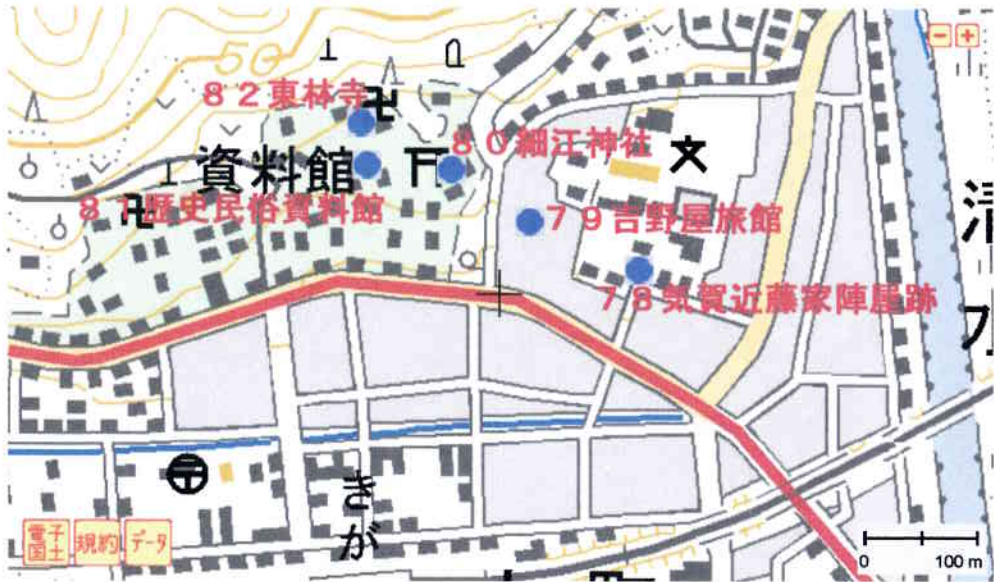 50
82東林寺
資料館
80細江神社
81歴史民俗資料館
79吉野屋旅館
78気賀近藤家陣屋跡
きが
電子国土
規約
データ
0
100 m